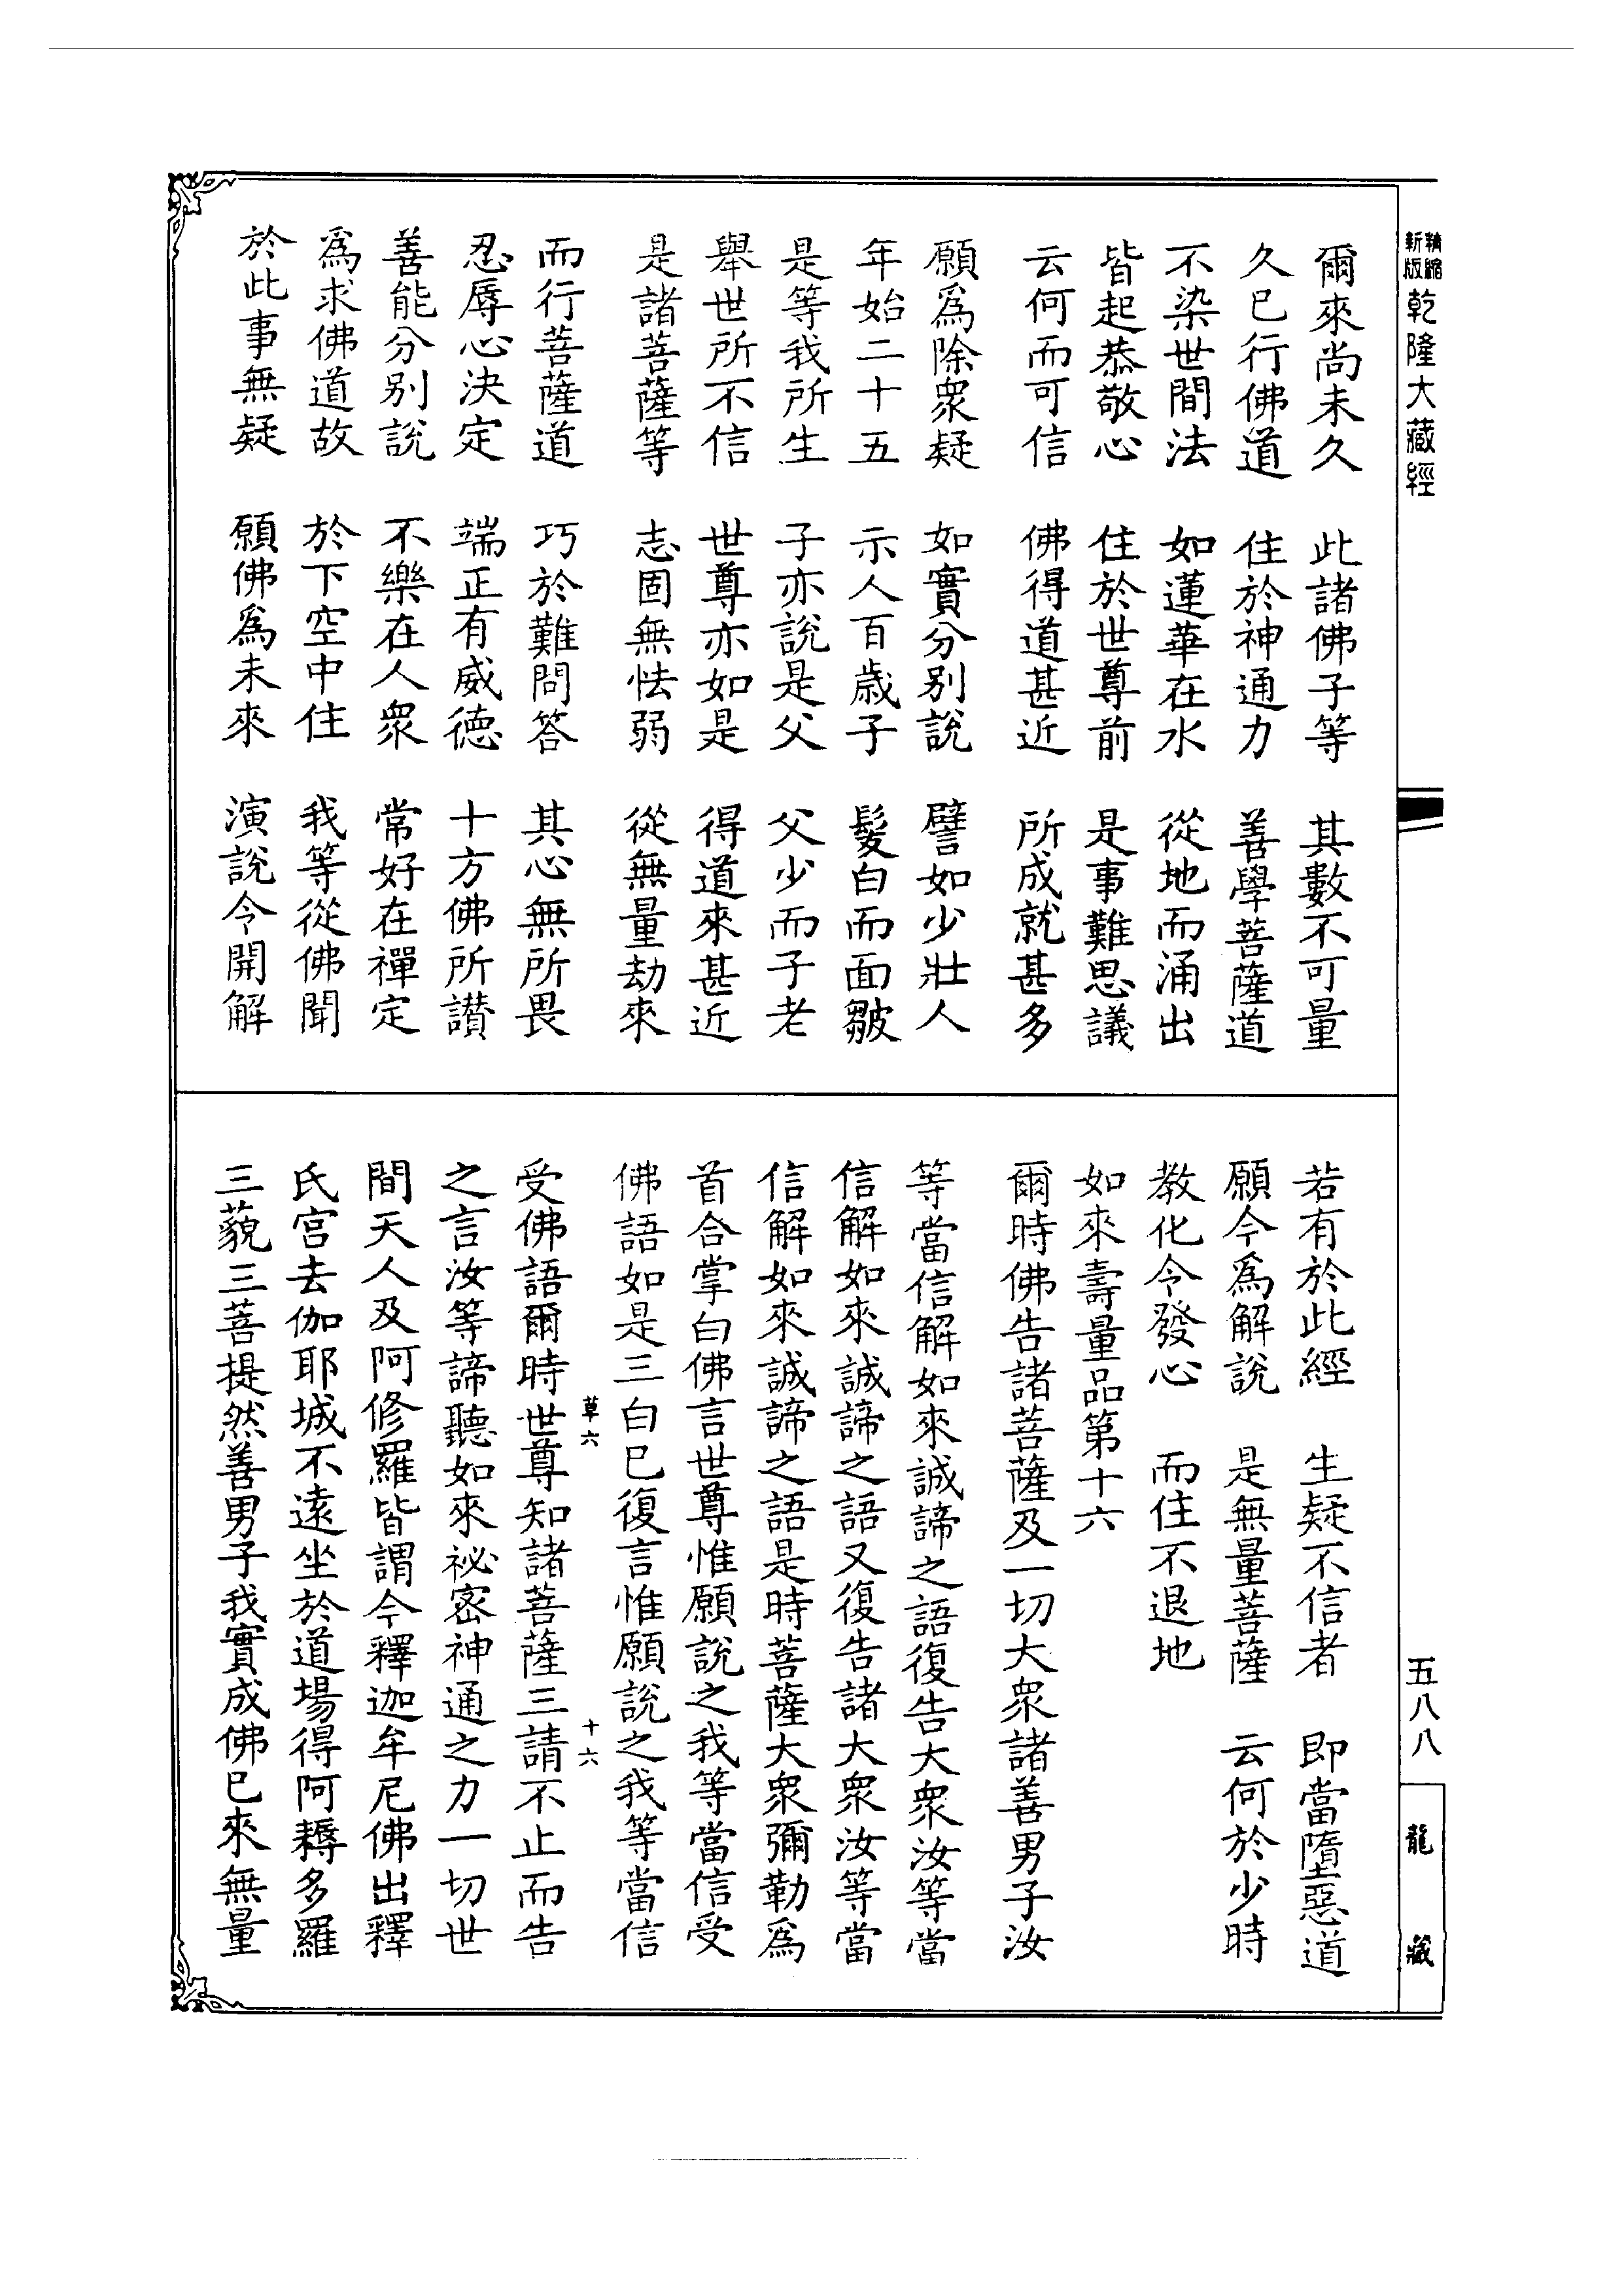 精縮
新版
乾隆大藏經
爾來尚未久　此諸佛子等　其數不可量
久已行佛道　住於神通力　善學菩薩道
不染世間法　如蓮華在水　從地而涌出
皆起恭敬心　住於世尊前　是事難思議
云何而可信　佛得道甚近　所成就甚多
願爲除衆疑　如實分別說　譬如少壯人
年始二十五　示人百歲子　髮白而面皺
是等我所生　子亦說是父　父少而子老
舉世所不信　世尊亦如是　得道來甚近
是諸菩薩等　志固無怯弱　從無量劫來
而行菩薩道　巧於難問答　其心無所畏
忍辱心決定　端正有威德　十方佛所讚
善能分別說　不樂在人衆　常好在禪定
爲求佛道故　於下空中住　我等從佛聞
於此事無疑　願佛爲未來　演說令開解
若有於此經　生疑不信者　即當墮惡道
願今爲解說　是無量菩薩　云何於少時
教化令發心　而住不退地
如來壽量品第十六
爾時佛告諸菩薩及一切大衆諸善男子汝
等當信解如來誠諦之語復告大衆汝等當
信解如來誠諦之語又復告諸大衆汝等當
信解如來誠諦之語是時菩薩大衆彌勒爲
首合掌白佛言世尊惟願說之我等當信受
佛語如是三白已復言惟願說之我等當信
草六　十六
受佛語爾時世尊知諸菩薩三請不止而告
之言汝等諦聽如來祕密神通之力一切世
間天人及阿修羅皆謂今釋迦牟尼佛出釋
氏宮去伽耶城不遠坐於道場得阿耨多羅
三藐三菩提然善男子我實成佛已來無量
五八八
龍藏